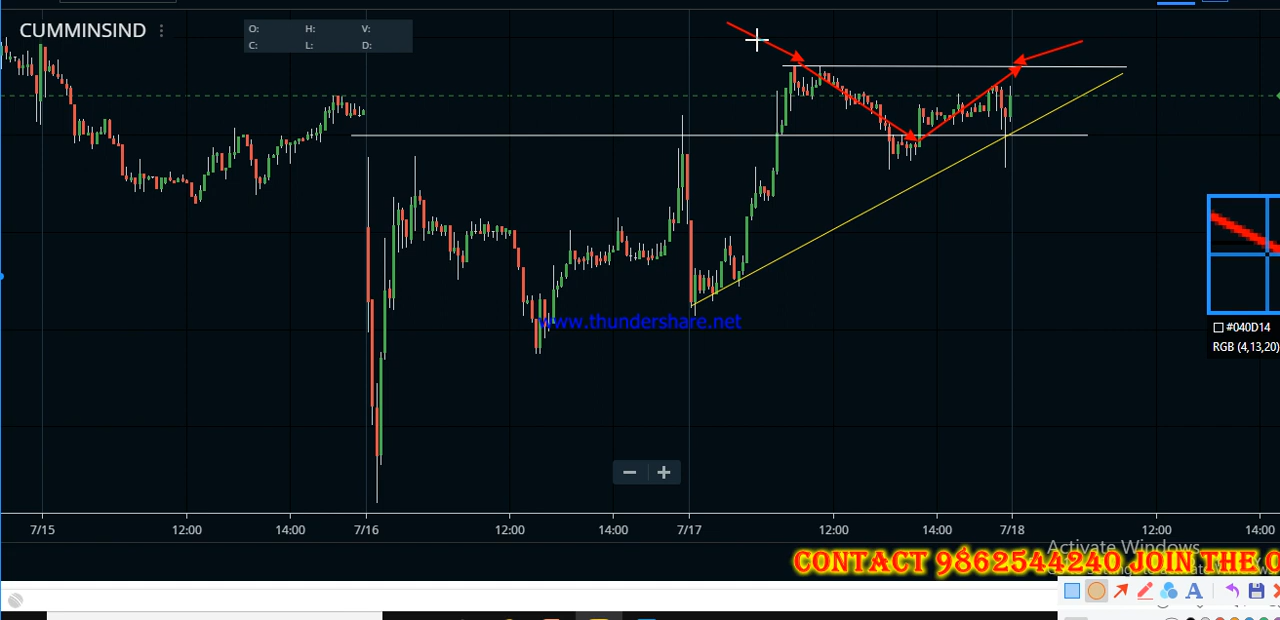 CUMMINSIND
O: H: V:
C: L: D:
www.thundershare.net
#040D14
RGB (4,13,20)
7/15 12:00 14:00 7/16 12:00 14:00 7/17 12:00 14:00 7/18 12:00 14:00
Activate Windows
CONTACT 9862544240 JOIN THE
A